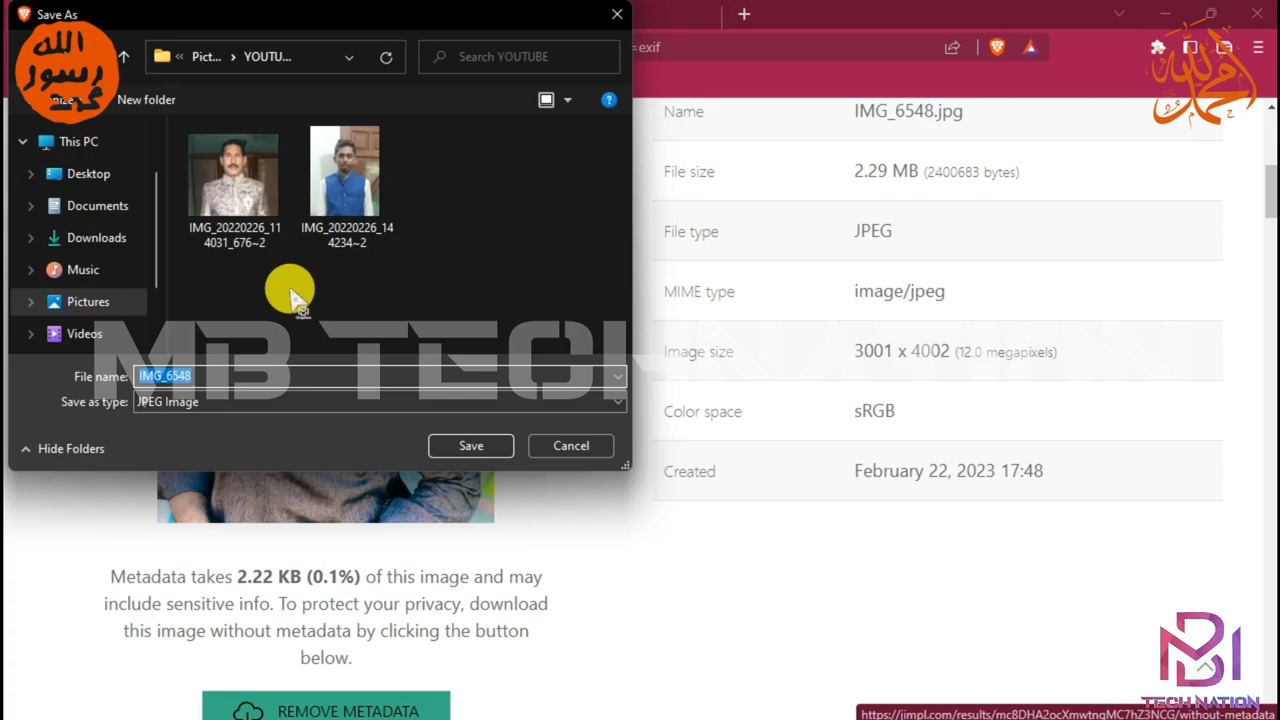 Save As
Pict...
YOUTU...
Search YOUTUBE
=exif
الله
رسول
محمد
New folder
This PC
Desktop
Documents
Downloads
Music
Pictures
Videos
IMG_20220226_11
4031_676~2
IMG_20220226_14
4234~2
File name: IMG_6548
Save as type: JPEG Image
Hide Folders
Save
Cancel
Name IMG_6548.jpg
File size 2.29 MB (2400683 bytes)
File type JPEG
MIME type image/jpeg
Image size 3001 x 4002 (12.0 megapixels)
Color space sRGB
Created February 22, 2023 17:48
MB TECH NATION
Metadata takes 2.22 KB (0.1%) of this image and may
include sensitive info. To protect your privacy, download
this image without metadata by clicking the button
below.
REMOVE METADATA
TECH NATION
https://jimpl.com/results/mc8DHA2ocXmwtnqMC7hZ3NCG/without-metadata